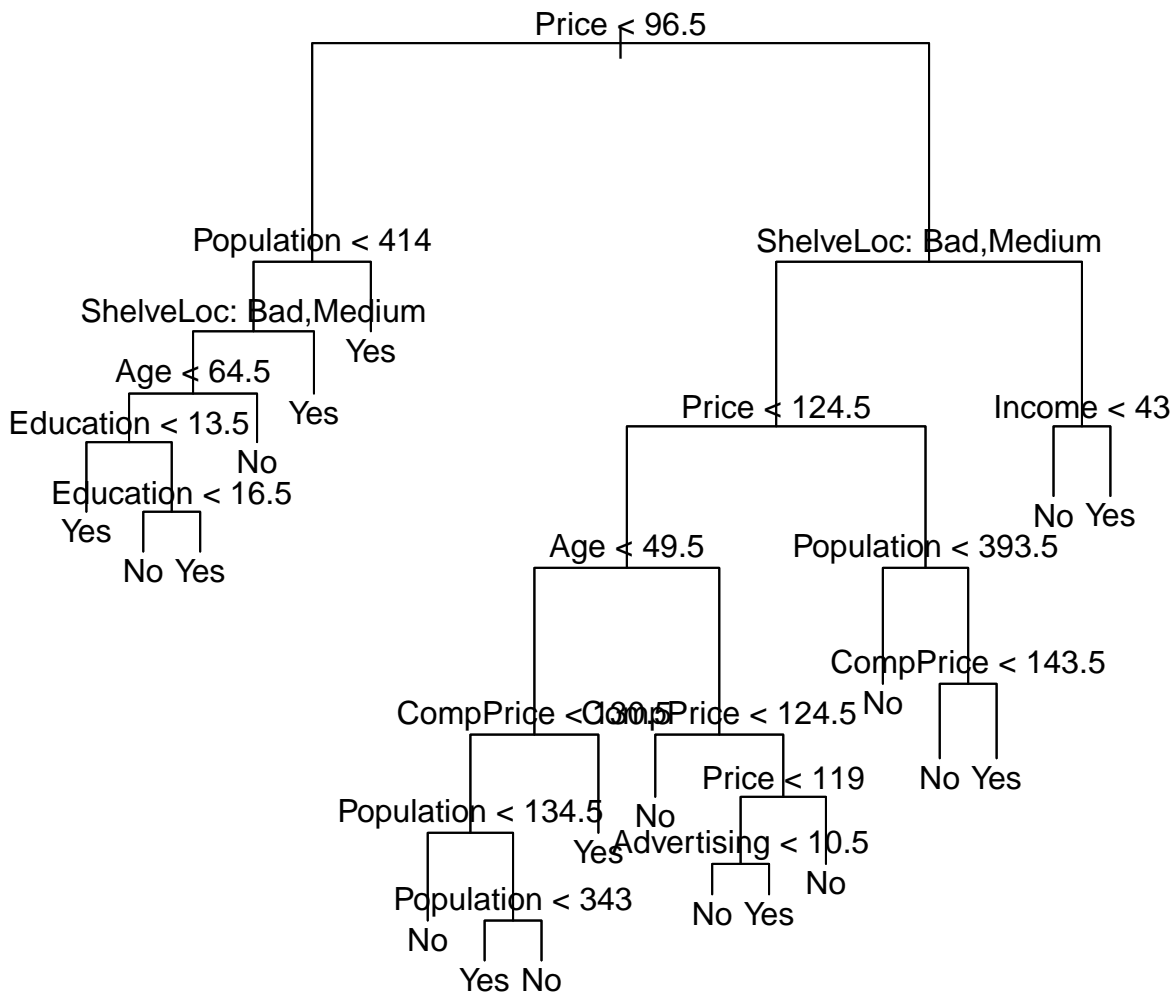 Price < 96.5
Population < 414
ShelveLoc: Bad,Medium
ShelveLoc: Bad,Medium
Yes
Age < 64.5
Yes
Price < 124.5
Income < 43
Education < 13.5
No
Education < 16.5
Yes
No Yes
No Yes
Age < 49.5
Population < 393.5
CompPrice < 143.5
No
CompPrice < 130.5
CompPrice < 124.5
No Yes
Price < 119
Population < 134.5
No
Yes
Advertising < 10.5
No
Population < 343
No Yes
No
Yes No